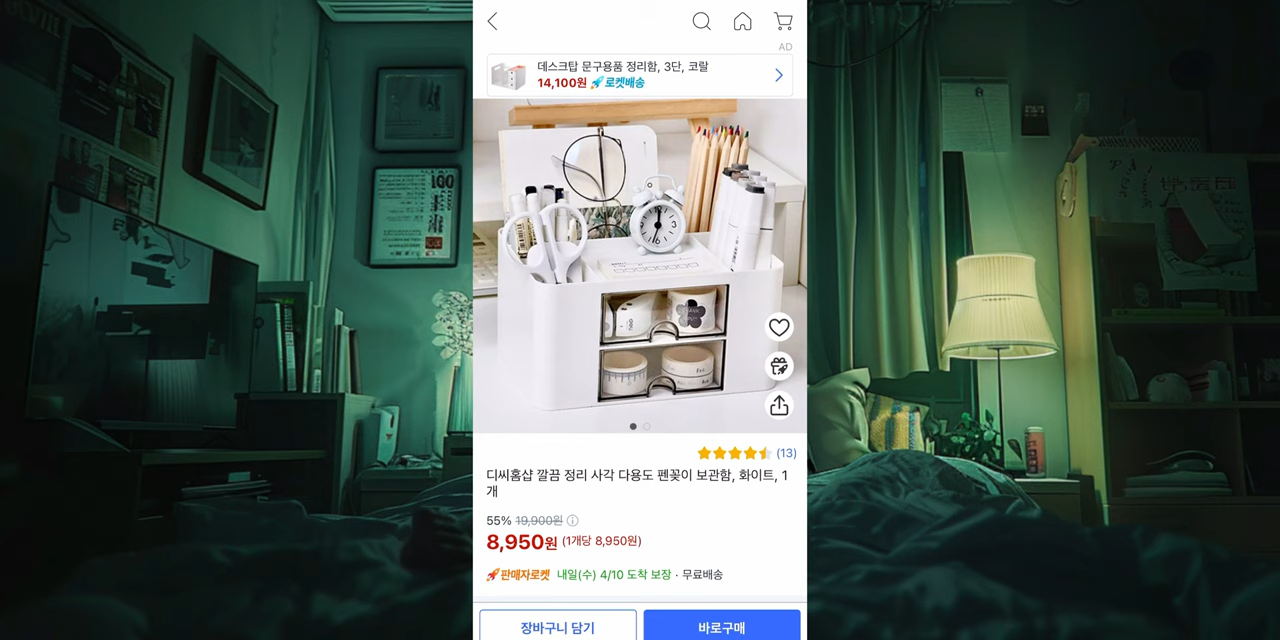 AD
데스크탑 문구용품 정리함, 3단, 코랄
14,100원 로켓배송
(13)
디씨홈샵 깔끔 정리 사각 다용도 펜꽂이 보관함, 화이트, 1
개
55% 19,900원
8,950원 (1개당 8,950원)
판매자로켓 내일(수) 4/10 도착 보장 · 무료배송
장바구니 담기
바로구매
100